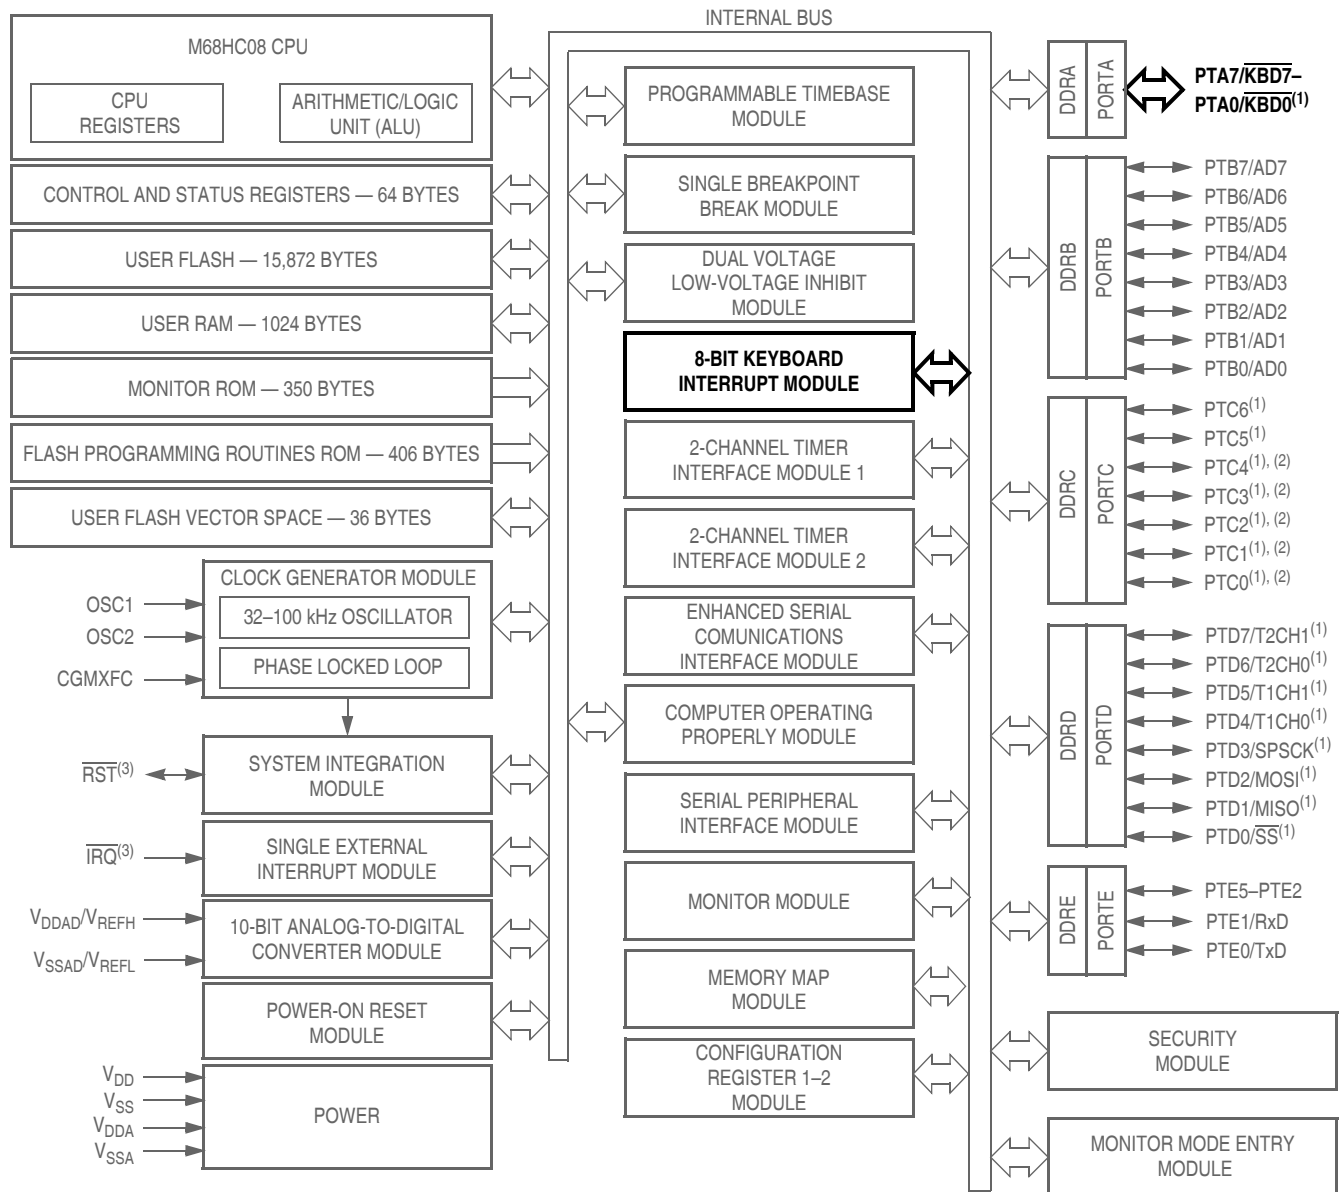 INTERNAL BUS
M68HC08 CPU
CPU
REGISTERS
ARITHMETIC/LOGIC
UNIT (ALU)
CONTROL AND STATUS REGISTERS — 64 BYTES
USER FLASH — 15,872 BYTES
USER RAM — 1024 BYTES
MONITOR ROM — 350 BYTES
FLASH PROGRAMMING ROUTINES ROM — 406 BYTES
USER FLASH VECTOR SPACE — 36 BYTES
CLOCK GENERATOR MODULE
32–100 kHz OSCILLATOR
PHASE LOCKED LOOP
OSC1
OSC2
CGMXFC
SYSTEM INTEGRATION
MODULE
RST(3)
SINGLE EXTERNAL
INTERRUPT MODULE
IRQ(3)
10-BIT ANALOG-TO-DIGITAL
CONVERTER MODULE
VDDAD/VREFH
VSSAD/VREFL
POWER-ON RESET
MODULE
POWER
VDD
VSS
VDDA
VSSA
PROGRAMMABLE TIMEBASE
MODULE
SINGLE BREAKPOINT
BREAK MODULE
DUAL VOLTAGE
LOW-VOLTAGE INHIBIT
MODULE
8-BIT KEYBOARD
INTERRUPT MODULE
2-CHANNEL TIMER
INTERFACE MODULE 1
2-CHANNEL TIMER
INTERFACE MODULE 2
ENHANCED SERIAL
COMUNICATIONS
INTERFACE MODULE
COMPUTER OPERATING
PROPERLY MODULE
SERIAL PERIPHERAL
INTERFACE MODULE
MONITOR MODULE
MEMORY MAP
MODULE
CONFIGURATION
REGISTER 1–2
MODULE
DDRA
PORTA
PTA7/KBD7–
PTA0/KBD0(1)
DDRB
PORTB
PTB7/AD7
PTB6/AD6
PTB5/AD5
PTB4/AD4
PTB3/AD3
PTB2/AD2
PTB1/AD1
PTB0/AD0
DDRC
PORTC
PTC6(1)
PTC5(1)
PTC4(1), (2)
PTC3(1), (2)
PTC2(1), (2)
PTC1(1), (2)
PTC0(1), (2)
DDRD
PORTD
PTD7/T2CH1(1)
PTD6/T2CH0(1)
PTD5/T1CH1(1)
PTD4/T1CH0(1)
PTD3/SPSCK(1)
PTD2/MOSI(1)
PTD1/MISO(1)
PTD0/SS(1)
DDRE
PORTE
PTE5–PTE2
PTE1/RxD
PTE0/TxD
SECURITY
MODULE
MONITOR MODE ENTRY
MODULE